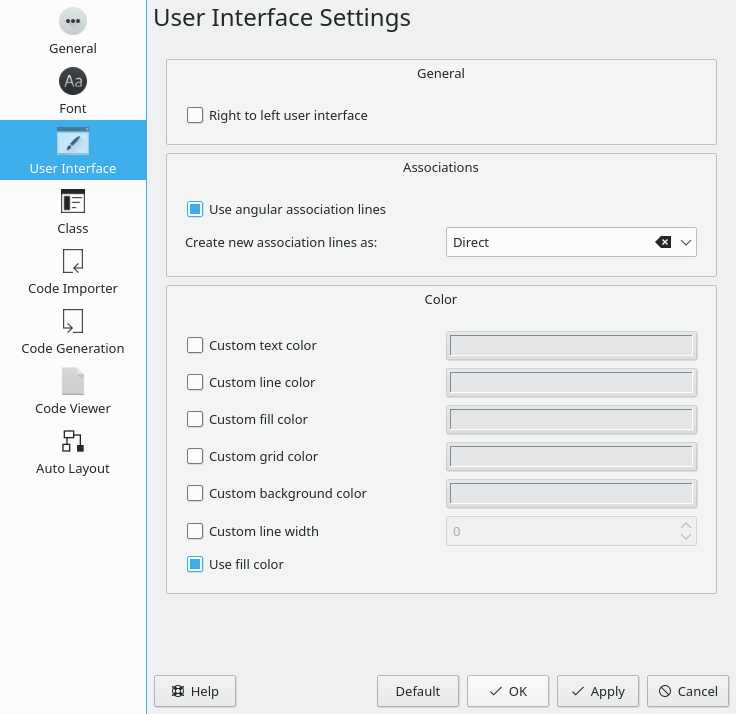 General
Aa
Font
User Interface
Class
Code Importer
Code Generation
Code Viewer
Auto Layout
User Interface Settings
General
Right to left user interface
Associations
Use angular association lines
Create new association lines as: Direct
Color
Custom text color
Custom line color
Custom fill color
Custom grid color
Custom background color
Custom line width 0
Use fill color
Help Default OK Apply Cancel